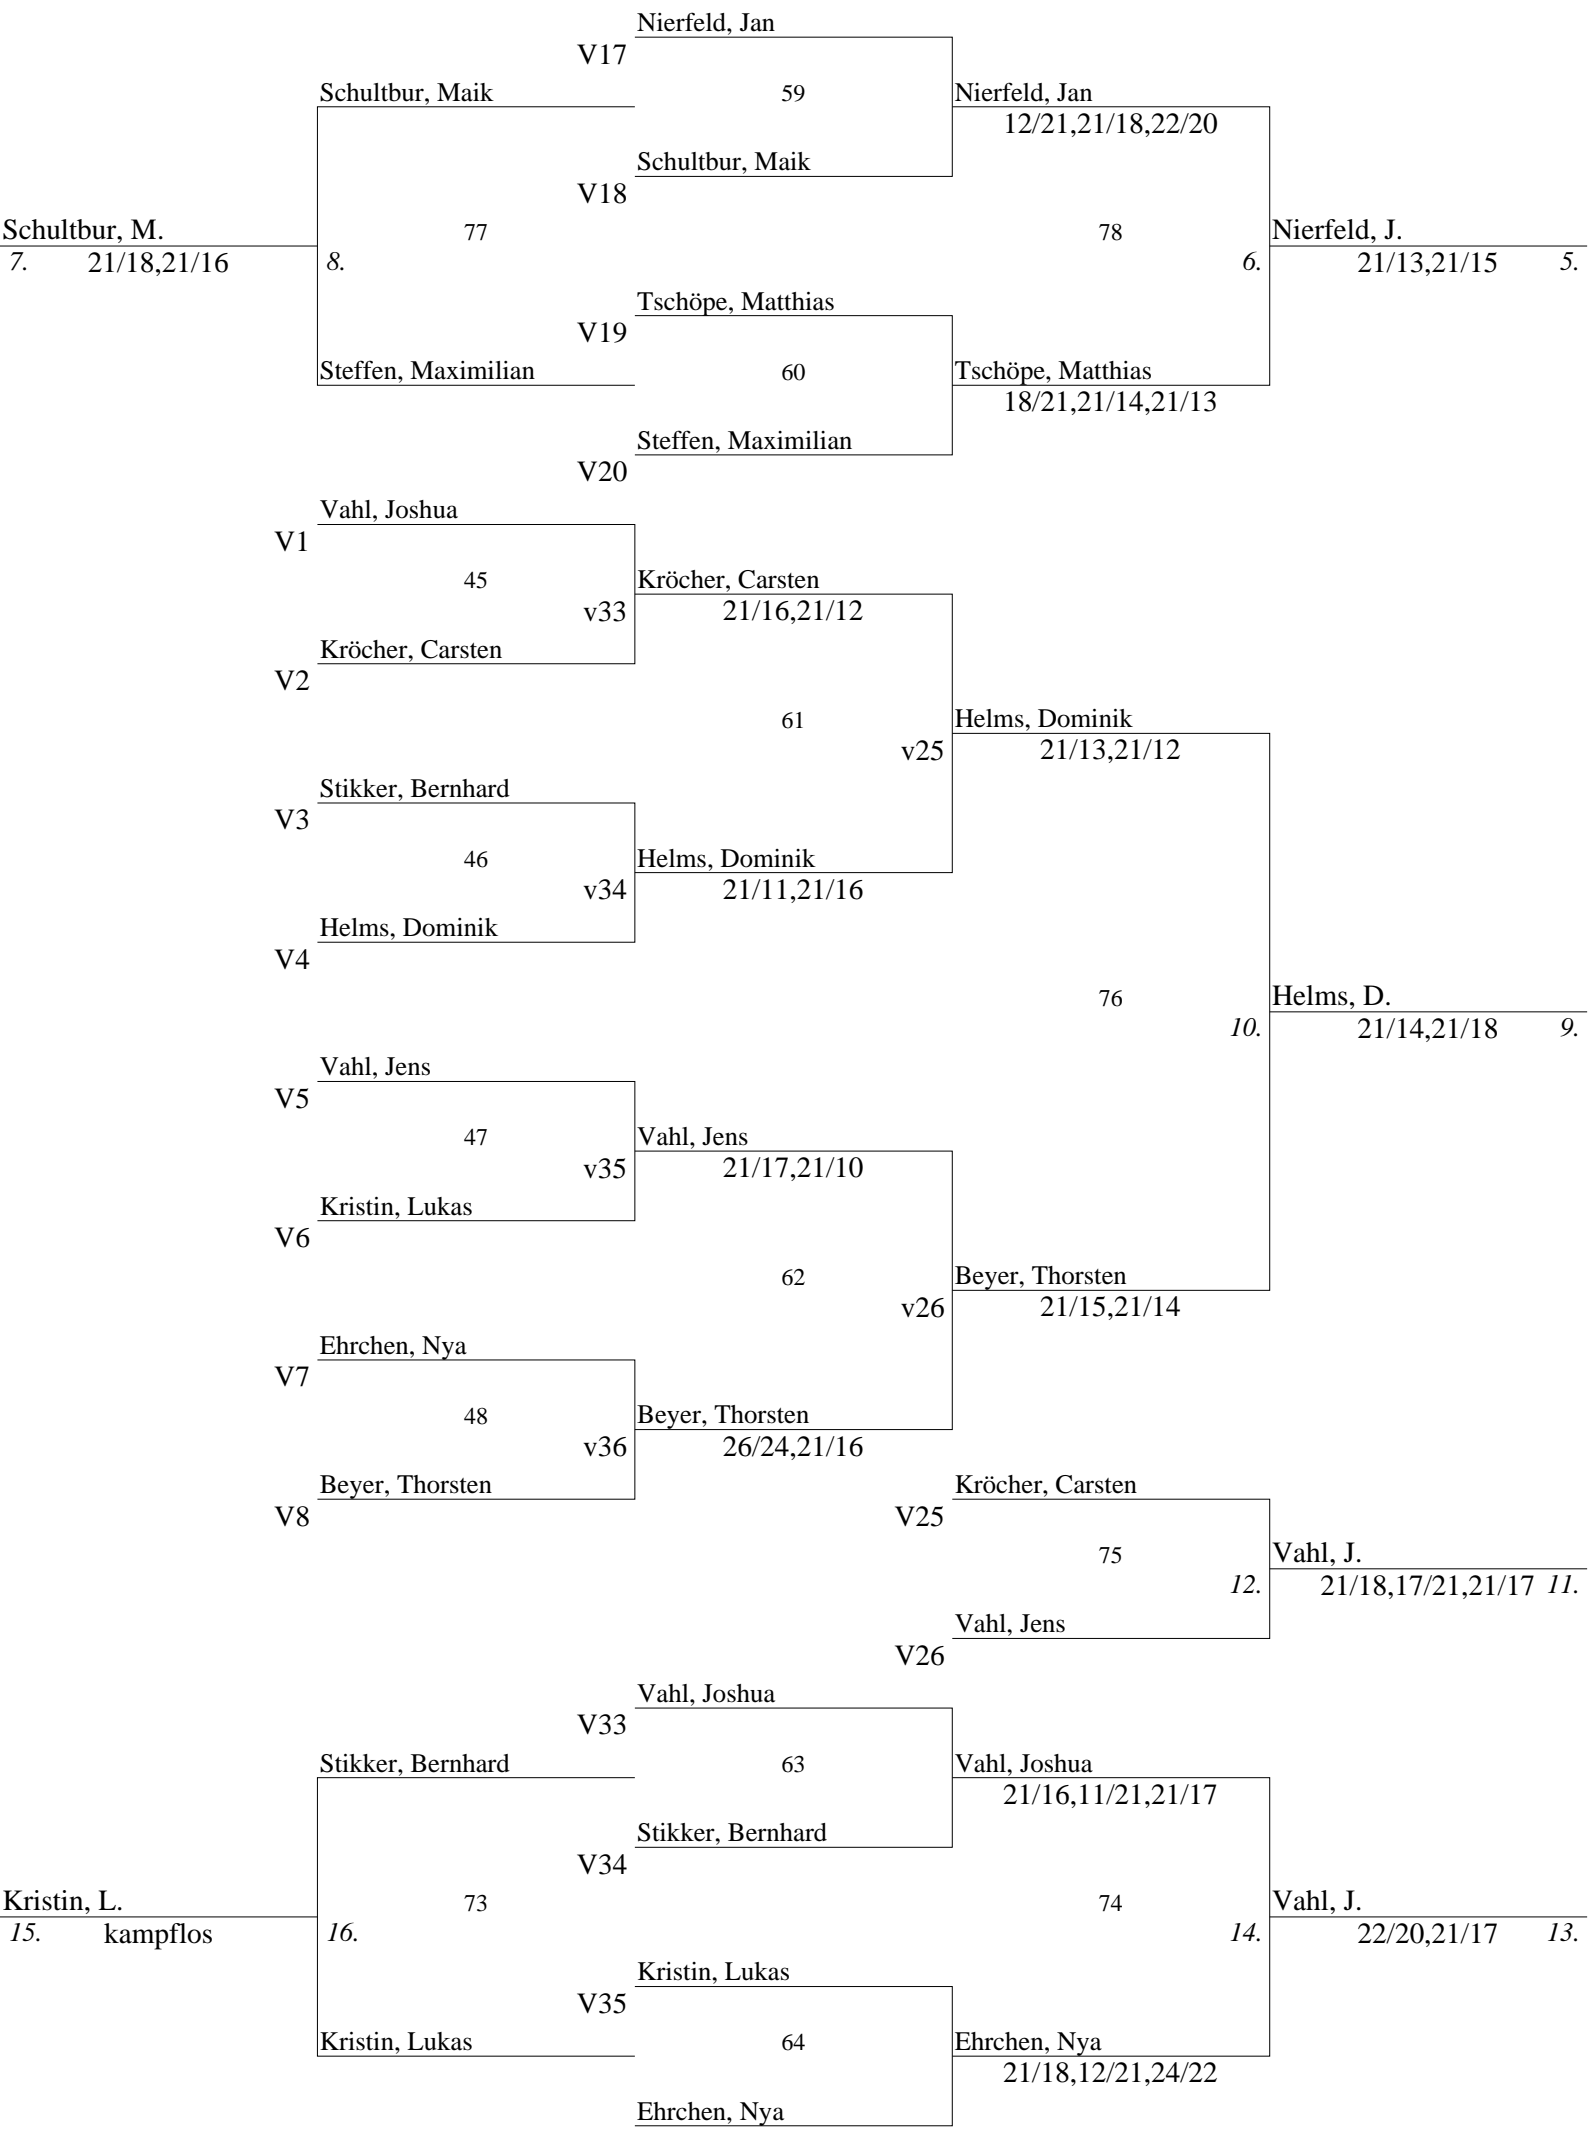 Nierfeld, Jan
V17
Schultbur, Maik 59 Nierfeld, Jan
12/21,21/18,22/20
Schultbur, Maik
V18
Schultbur, M. 77 78 Nierfeld, J.
7. 21/18,21/16 8. 6. 21/13,21/15 5.
Tschöpe, Matthias
V19
Steffen, Maximilian 60 Tschöpe, Matthias
18/21,21/14,21/13
Steffen, Maximilian
V20
Vahl, Joshua
V1
45 Kröcher, Carsten
v33 21/16,21/12
Kröcher, Carsten
V2
61 Helms, Dominik
v25 21/13,21/12
Stikker, Bernhard
V3
46 Helms, Dominik
v34 21/11,21/16
Helms, Dominik
V4
76 Helms, D.
10. 21/14,21/18 9.
Vahl, Jens
V5
47 Vahl, Jens
v35 21/17,21/10
Kristin, Lukas
V6
62 Beyer, Thorsten
v26 21/15,21/14
Ehrchen, Nya
V7
48 Beyer, Thorsten
v36 26/24,21/16
Beyer, Thorsten Kröcher, Carsten
V8 V25
75 Vahl, J.
12. 21/18,17/21,21/17 11.
Vahl, Jens
V26
Vahl, Joshua
V33
Stikker, Bernhard 63 Vahl, Joshua
21/16,11/21,21/17
Stikker, Bernhard
V34
Kristin, L. 73 74 Vahl, J.
15. kampflos 16. 14. 22/20,21/17 13.
Kristin, Lukas
V35
Kristin, Lukas 64 Ehrchen, Nya
21/18,12/21,24/22
Ehrchen, Nya